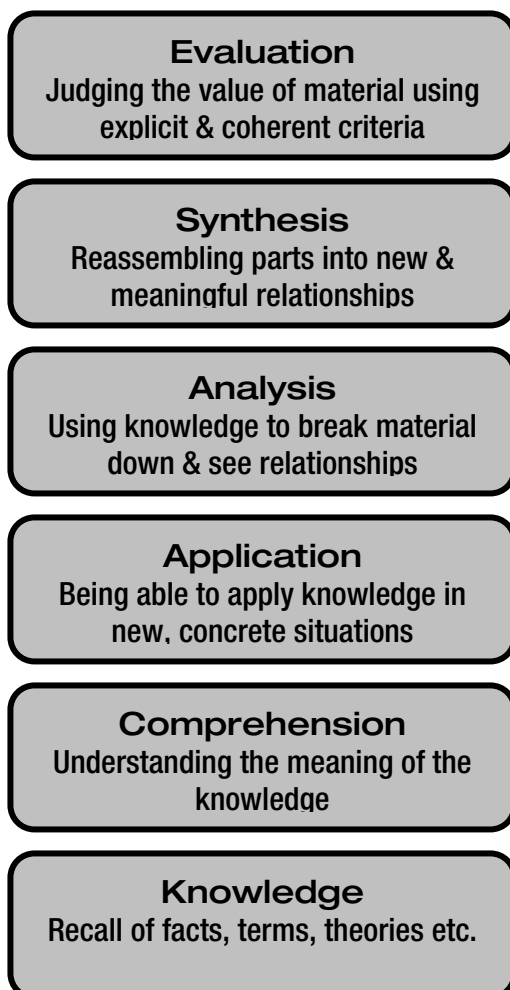 Evaluation
Judging the value of material using
explicit & coherent criteria
Synthesis
Reassembling parts into new &
meaningful relationships
Analysis
Using knowledge to break material
down & see relationships
Application
Being able to apply knowledge in
new, concrete situations
Comprehension
Understanding the meaning of the
knowledge
Knowledge
Recall of facts, terms, theories etc.